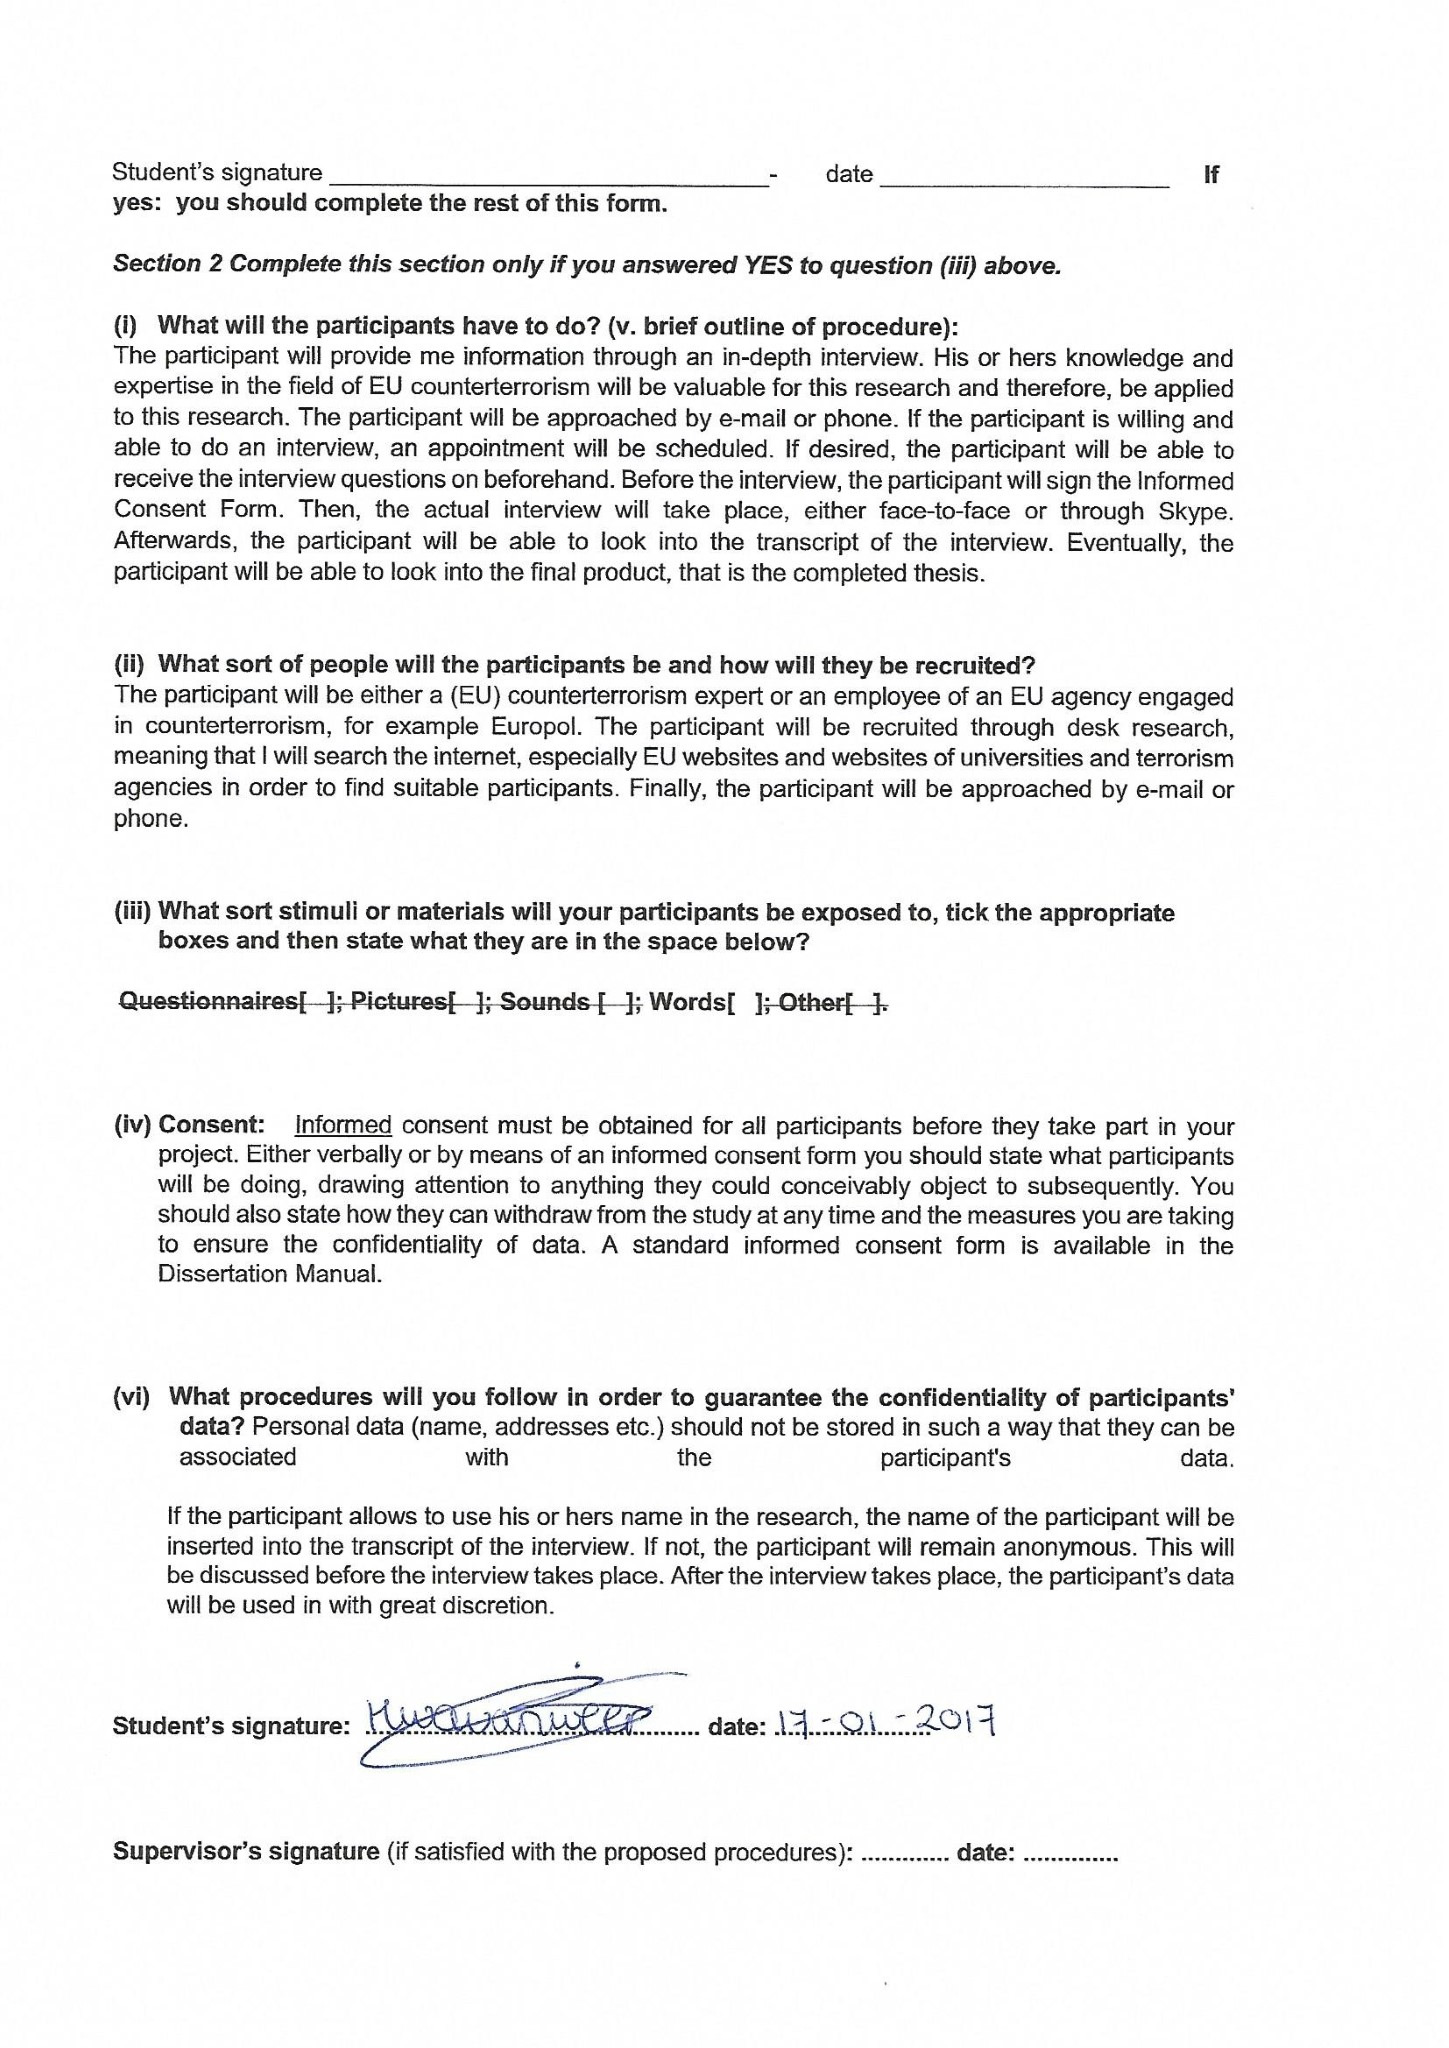 Student's signature ________________________________- date _____________________ If
yes: you should complete the rest of this form.
Section 2 Complete this section only if you answered YES to question (iii) above.
(i) What will the participants have to do? (v. brief outline of procedure):
The participant will provide me information through an in-depth interview. His or hers knowledge and
expertise in the field of EU counterterrorism will be valuable for this research and therefore, be applied
to this research. The participant will be approached by e-mail or phone. If the participant is willing and
able to do an interview, an appointment will be scheduled. If desired, the participant will be able to
receive the interview questions on beforehand. Before the interview, the participant will sign the Informed
Consent Form. Then, the actual interview will take place, either face-to-face or through Skype.
Afterwards, the participant will be able to look into the transcript of the interview. Eventually, the
participant will be able to look into the final product, that is the completed thesis.
(ii) What sort of people will the participants be and how will they be recruited?
The participant will be either a (EU) counterterrorism expert or an employee of an EU agency engaged
in counterterrorism, for example Europol. The participant will be recruited through desk research,
meaning that I will search the internet, especially EU websites and websites of universities and terrorism
agencies in order to find suitable participants. Finally, the participant will be approached by e-mail or
phone.
(iii) What sort stimuli or materials will your participants be exposed to, tick the appropriate
boxes and then state what they are in the space below?
Questionnaires[ ]; Pictures[ ]; Sounds [ ]; Words[ ]; Other[ ].
(iv) Consent: Informed consent must be obtained for all participants before they take part in your
project. Either verbally or by means of an informed consent form you should state what participants
will be doing, drawing attention to anything they could conceivably object to subsequently. You
should also state how they can withdraw from the study at any time and the measures you are taking
to ensure the confidentiality of data. A standard informed consent form is available in the
Dissertation Manual.
(vi) What procedures will you follow in order to guarantee the confidentiality of participants'
data? Personal data (name, addresses etc.) should not be stored in such a way that they can be
associated with the participant's data.
If the participant allows to use his or hers name in the research, the name of the participant will be
inserted into the transcript of the interview. If not, the participant will remain anonymous. This will
be discussed before the interview takes place. After the interview takes place, the participant's data
will be used in with great discretion.
Student's signature: date: 17-01-2017
Supervisor's signature (if satisfied with the proposed procedures): ............. date: ..............